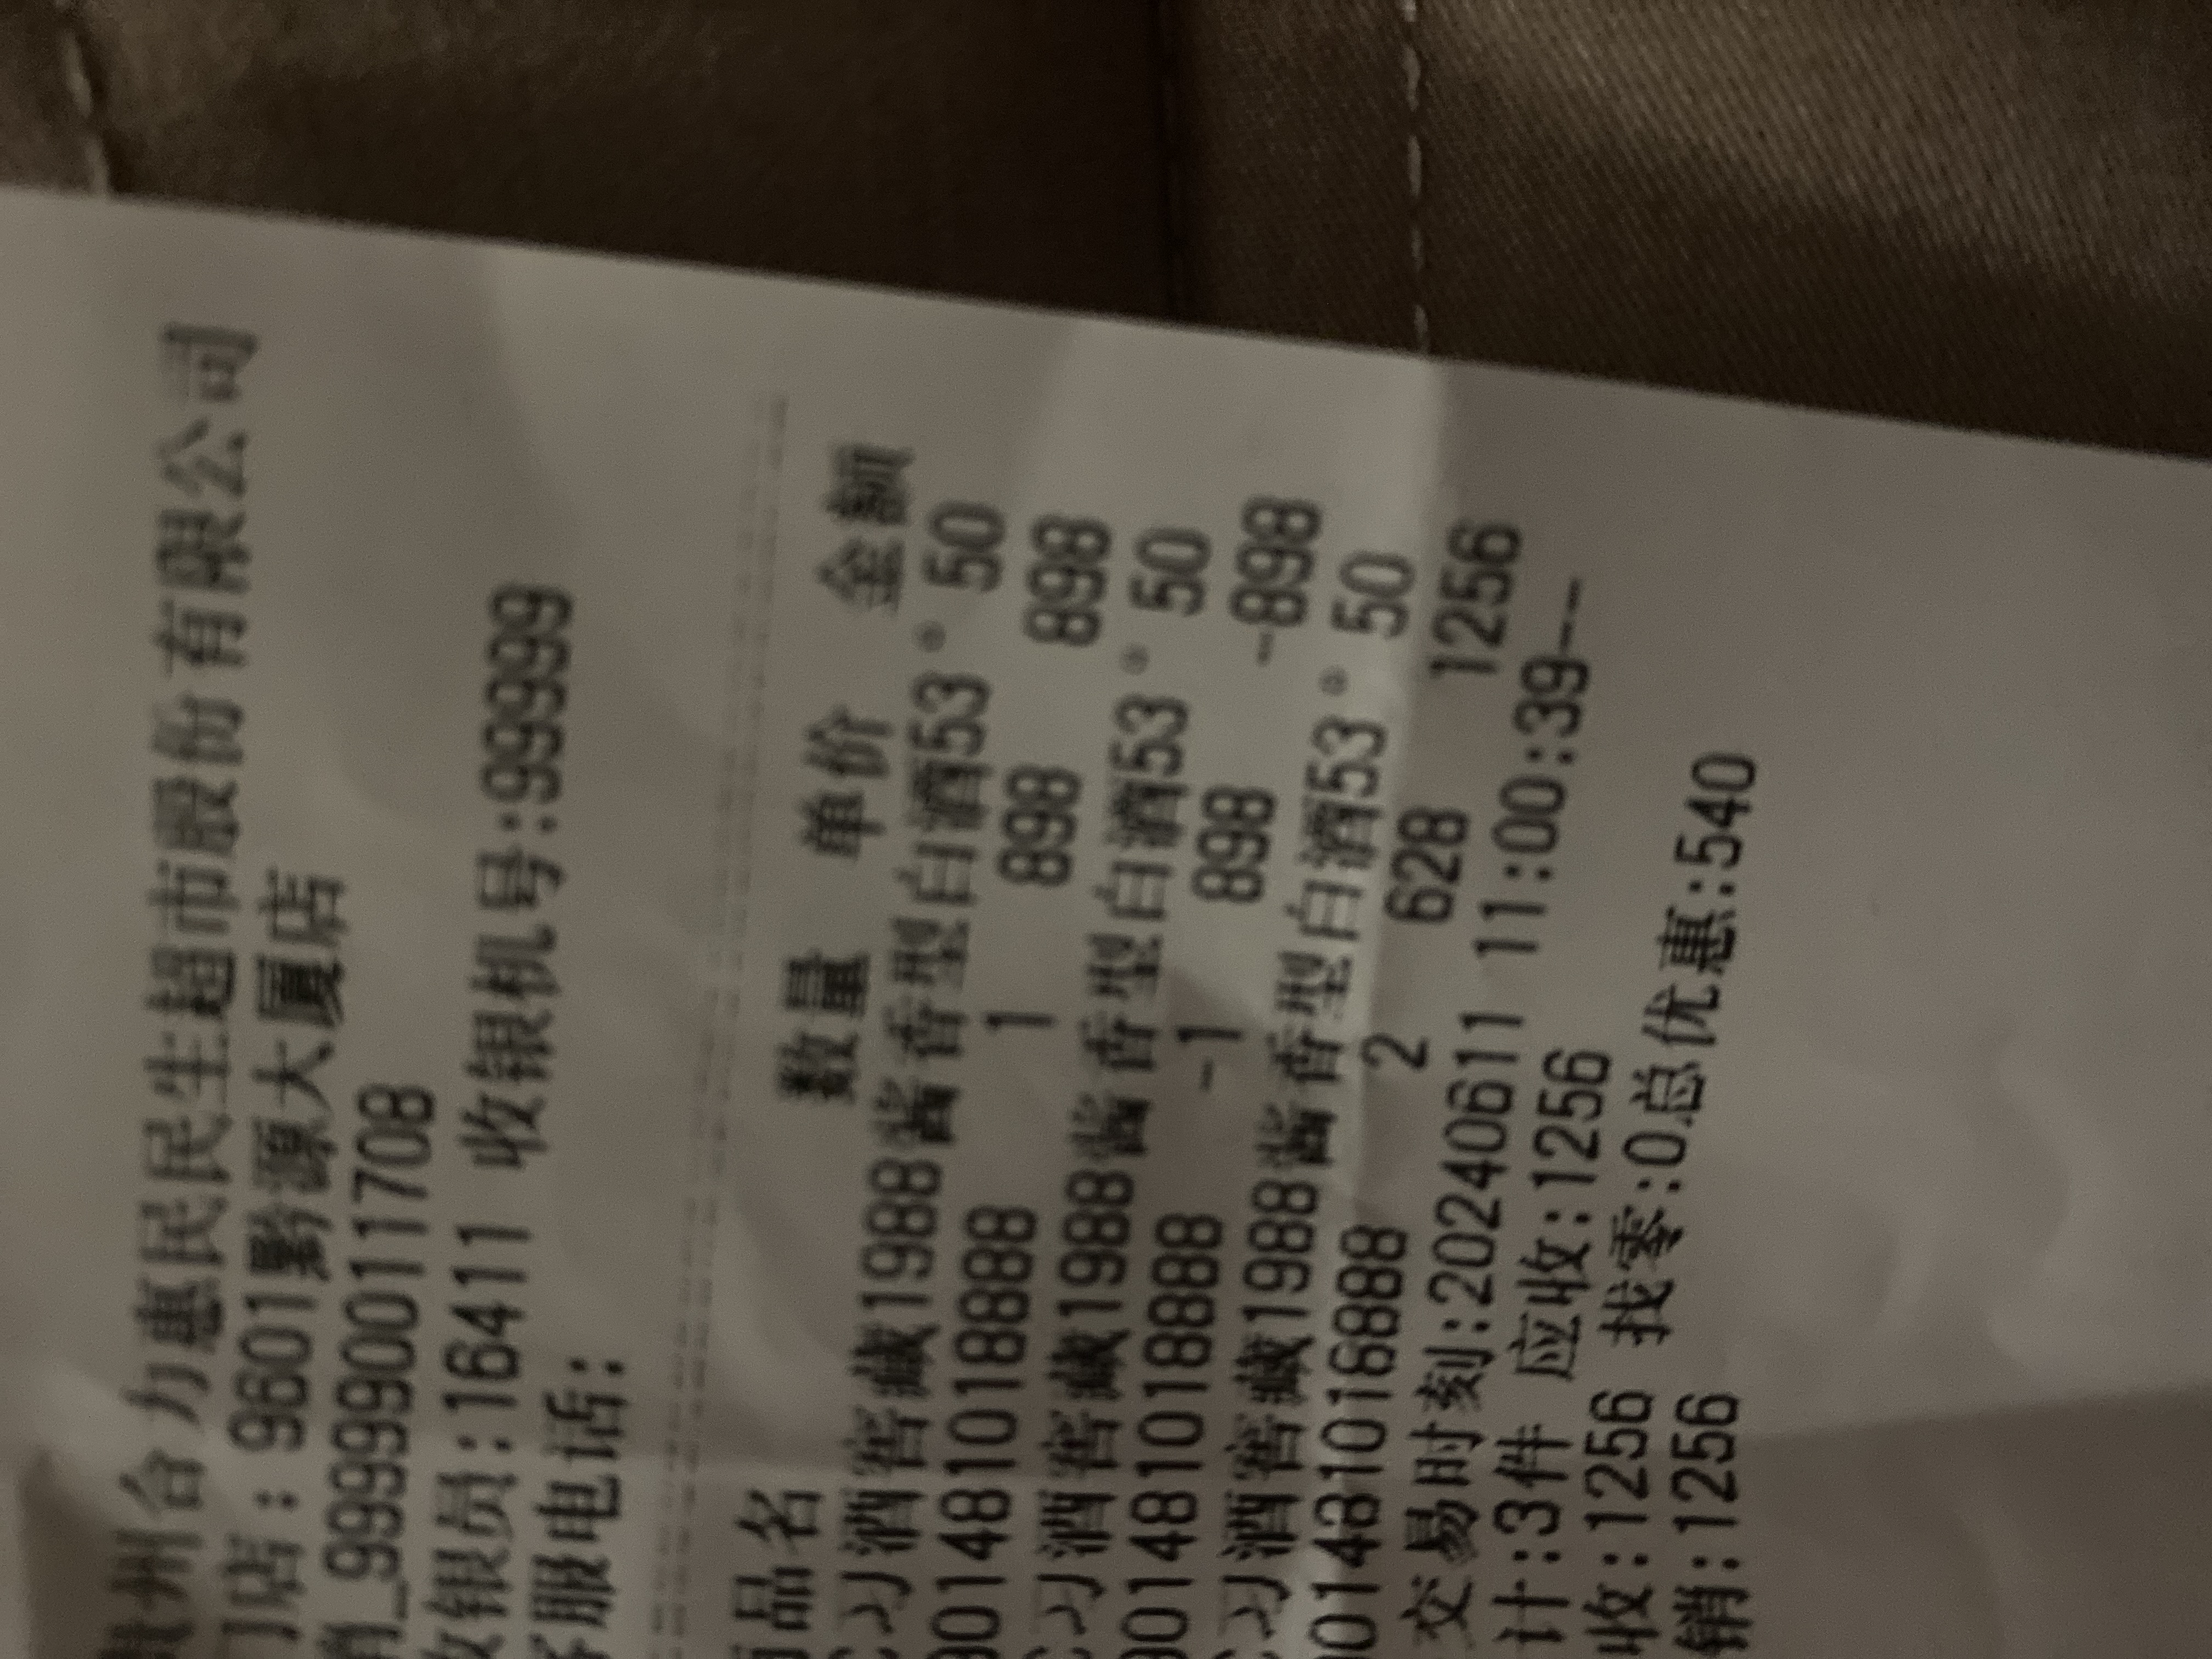 州合力惠民民生超市股份有限公司
店:9601黔源大厦店
销_9999900011708
收银员:16411 收银机号:99999
客服电话:
商品名 数量 单价 金额
习酒窖藏1988酱香型白酒53°50
901481018888 1 898 898
习酒窖藏1988酱香型白酒53°50
901481018888 -1 898 -898
习酒窖藏1988酱香型白酒53°50
001481016888 2 628 1256
交易时刻:20240611 11:00:39--
计:3件 应收:1256
收:1256 找零:0总优惠:540
销:1256